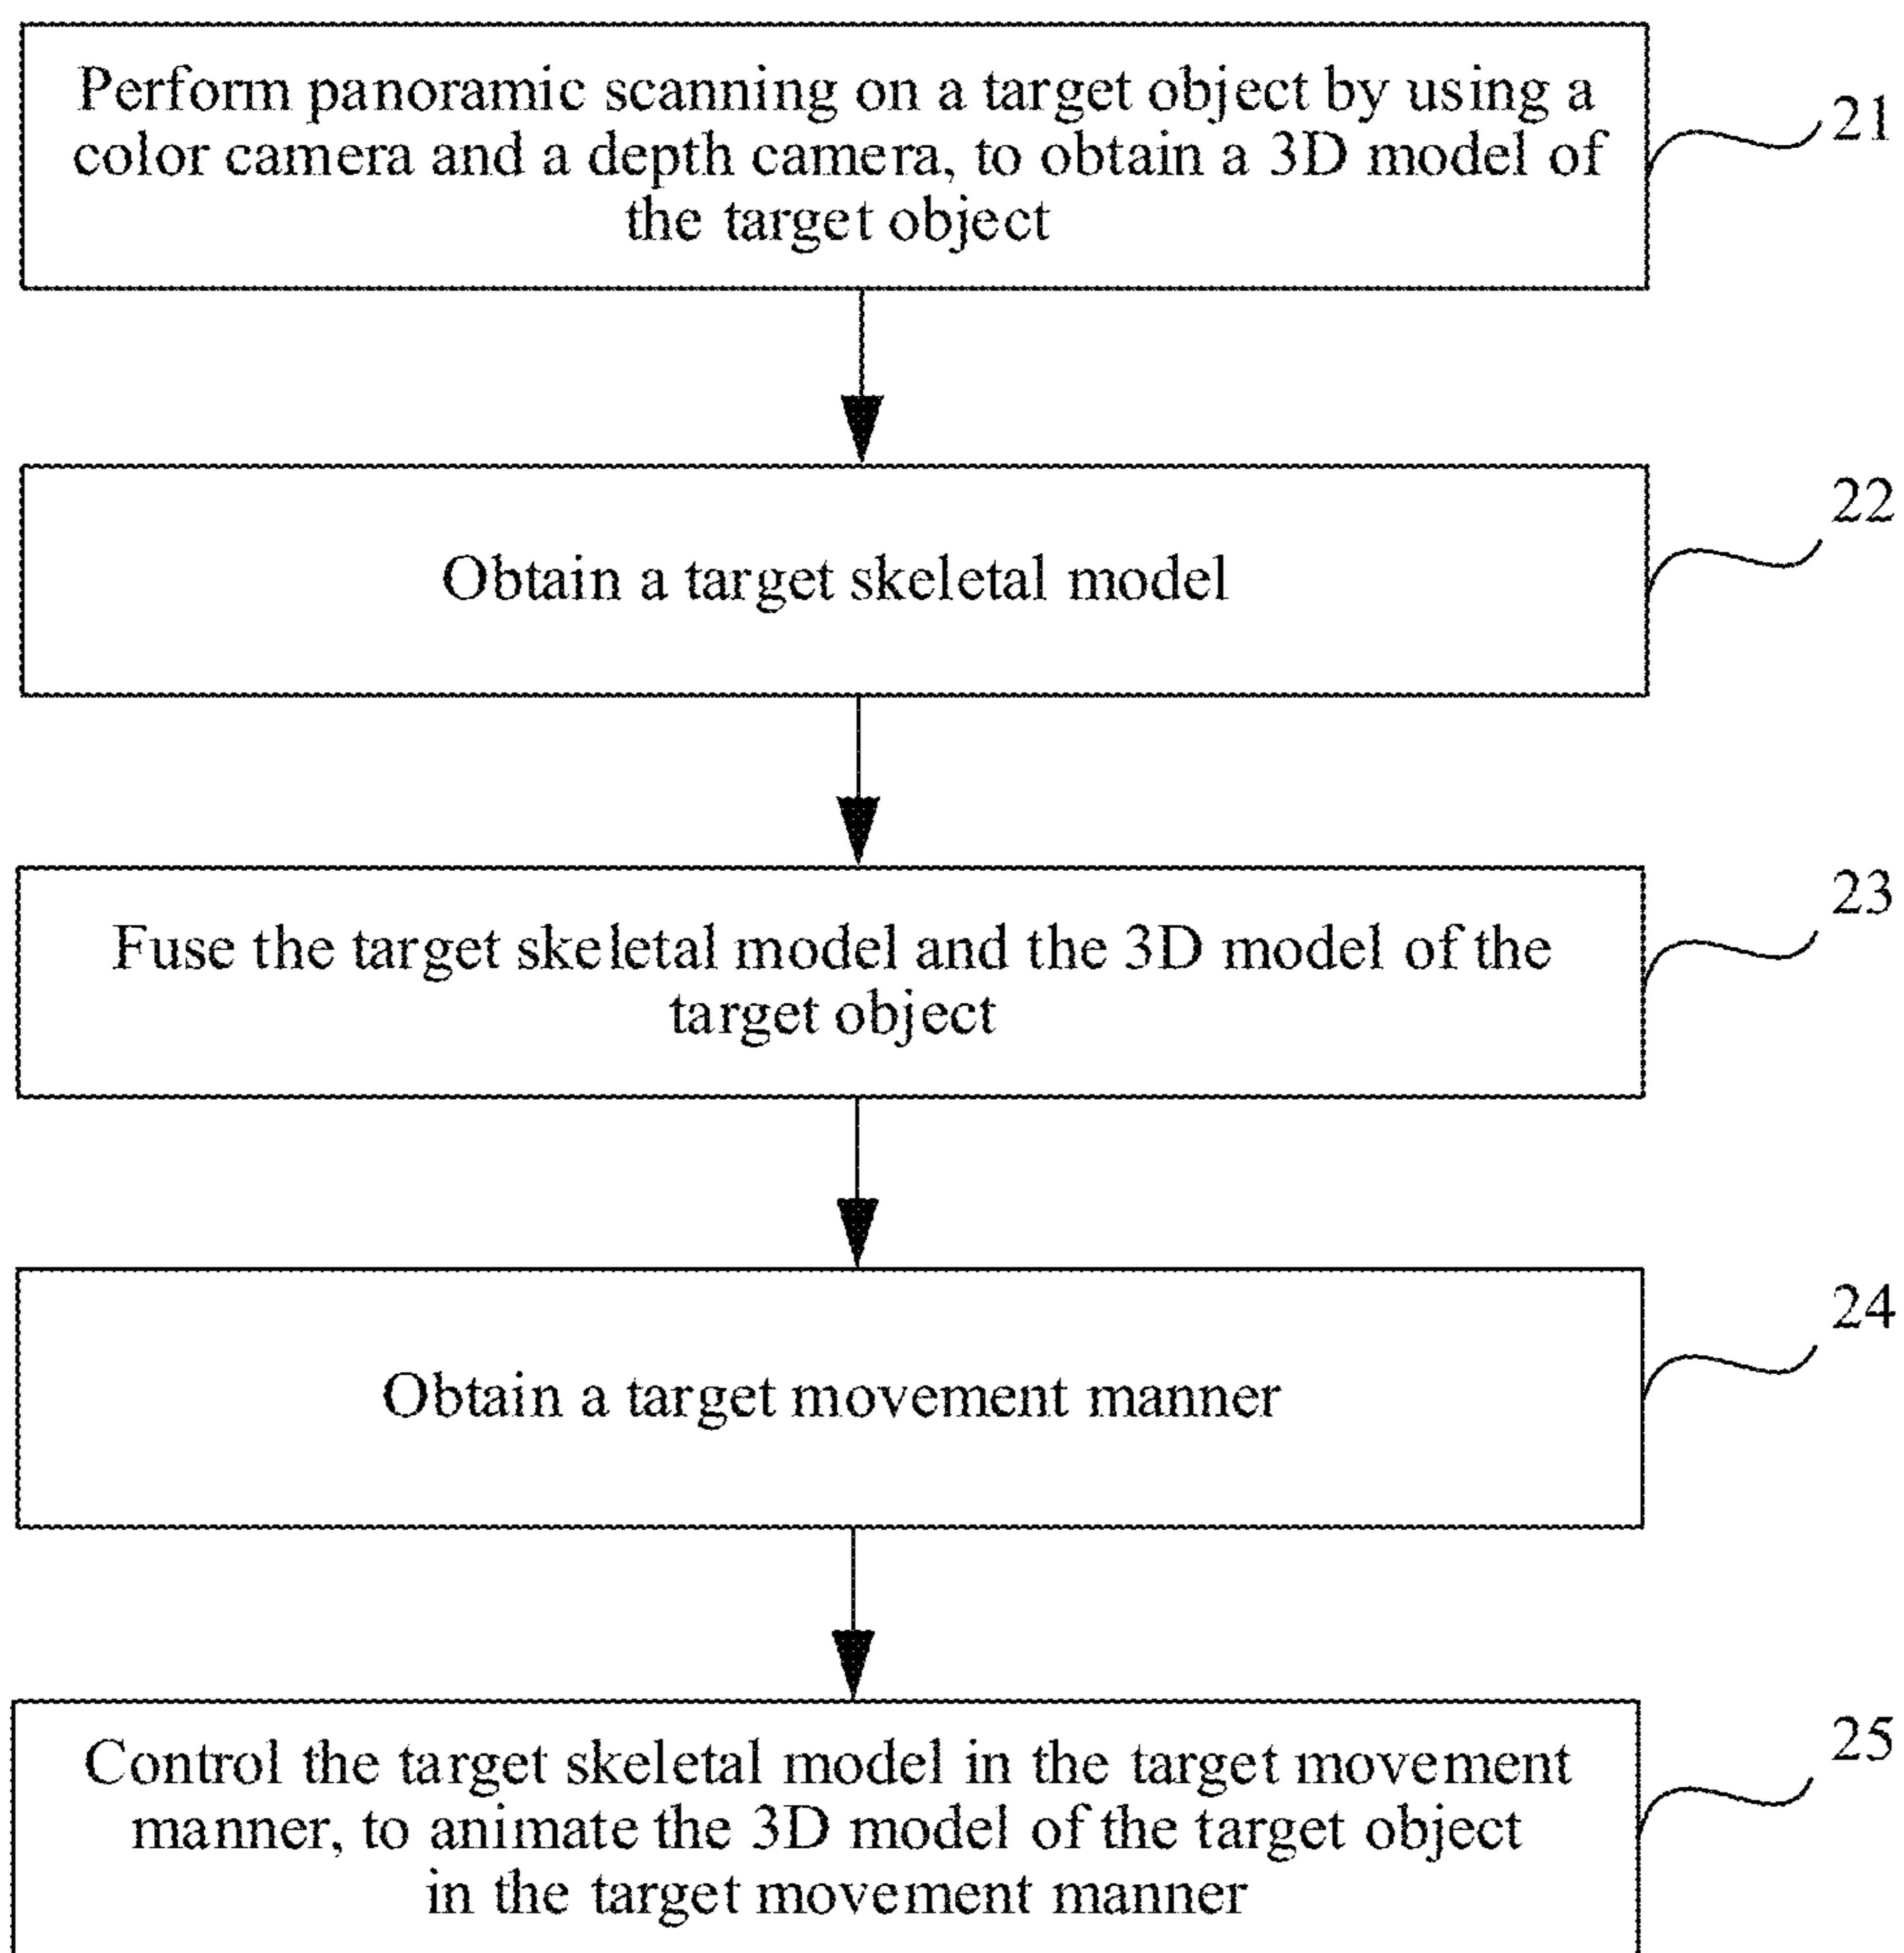 Perform panoramic scanning on a target object by using a
color camera and a depth camera, to obtain a 3D model of
the target object
21
Obtain a target skeletal model
22
Fuse the target skeletal model and the 3D model of the
target object
23
Obtain a target movement manner
24
Control the target skeletal model in the target movement
manner, to animate the 3D model of the target object
in the target movement manner
25